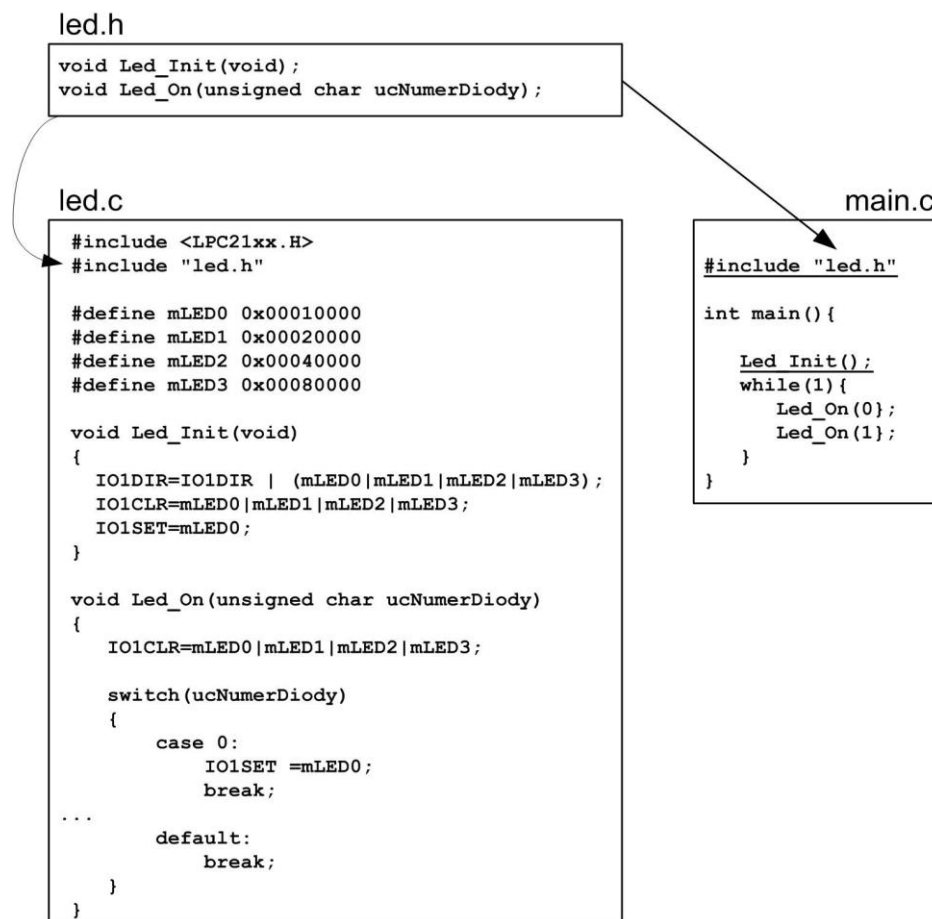 led.h
void Led_Init(void);
void Led_On(unsigned char ucNumerDiody);
led.c
#include <LPC21xx.H>
#include "led.h"
#define mLED0 0x00010000
#define mLED1 0x00020000
#define mLED2 0x00040000
#define mLED3 0x00080000
void Led_Init(void)
{
IO1DIR=IO1DIR | (mLED0|mLED1|mLED2|mLED3);
IO1CLR=mLED0|mLED1|mLED2|mLED3;
IO1SET=mLED0;
}
void Led_On(unsigned char ucNumerDiody)
{
IO1CLR=mLED0|mLED1|mLED2|mLED3;
switch(ucNumerDiody)
{
case 0:
IO1SET =mLED0;
break;
...
default:
break;
}
}
main.c
#include "led.h"
int main(){
Led_Init();
while(1){
Led_On(0};
Led_On(1};
}
}